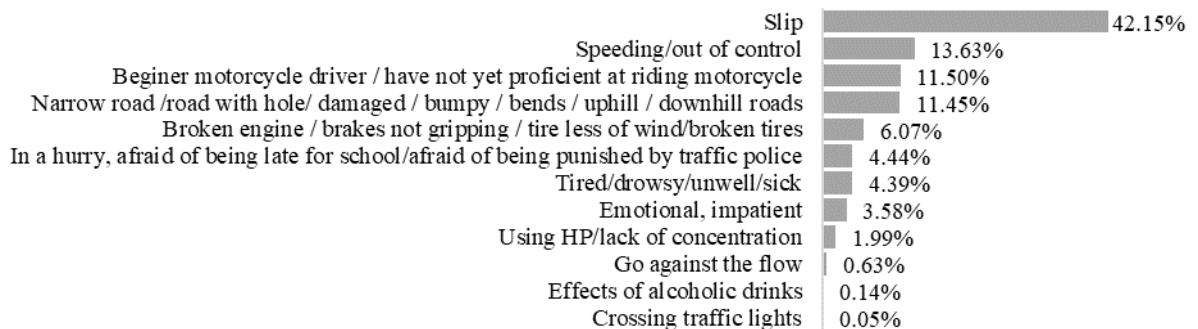 Slip 42.15%
Speeding/out of control 13.63%
Beginer motorcycle driver / have not yet proficient at riding motorcycle 11.50%
Narrow road /road with hole/ damaged / bumpy / bends / uphill / downhill roads 11.45%
Broken engine / brakes not gripping / tire less of wind/broken tires 6.07%
In a hurry, afraid of being late for school/afraid of being punished by traffic police 4.44%
Tired/drowsy/unwell/sick 4.39%
Emotional, impatient 3.58%
Using HP/lack of concentration 1.99%
Go against the flow 0.63%
Effects of alcoholic drinks 0.14%
Crossing traffic lights 0.05%